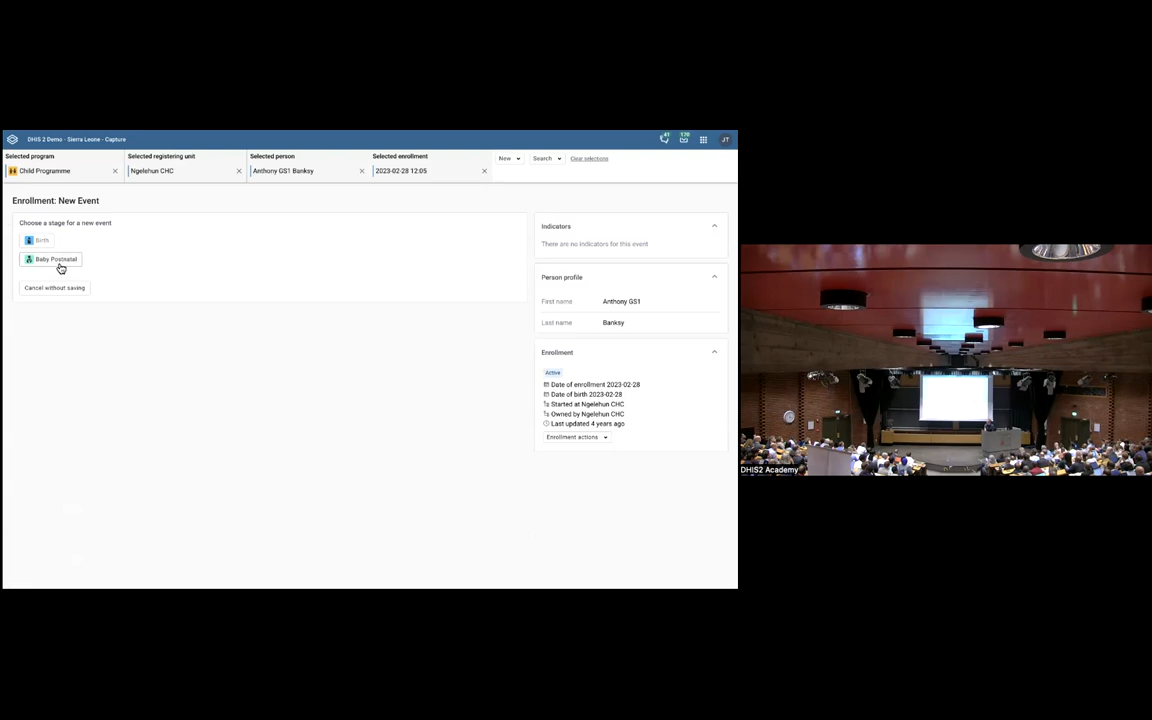 DHIS 2 Demo - Sierra Leone - Capture
41
178
JT
Selected program
Child Programme
Selected registering unit
Ngelehun CHC
Selected person
Anthony GS1 Banksy
Selected enrollment
2023-02-28 12:05
New
Search
Clear selections
Enrollment: New Event
Choose a stage for a new event
Birth
Baby Postnatal
Cancel without saving
Indicators
There are no indicators for this event
Person profile
First name Anthony GS1
Last name Banksy
Enrollment
Active
Date of enrollment 2023-02-28
Date of birth 2023-02-28
Started at Ngelehun CHC
Owned by Ngelehun CHC
Last updated 4 years ago
Enrollment actions
DHIS2 Academy